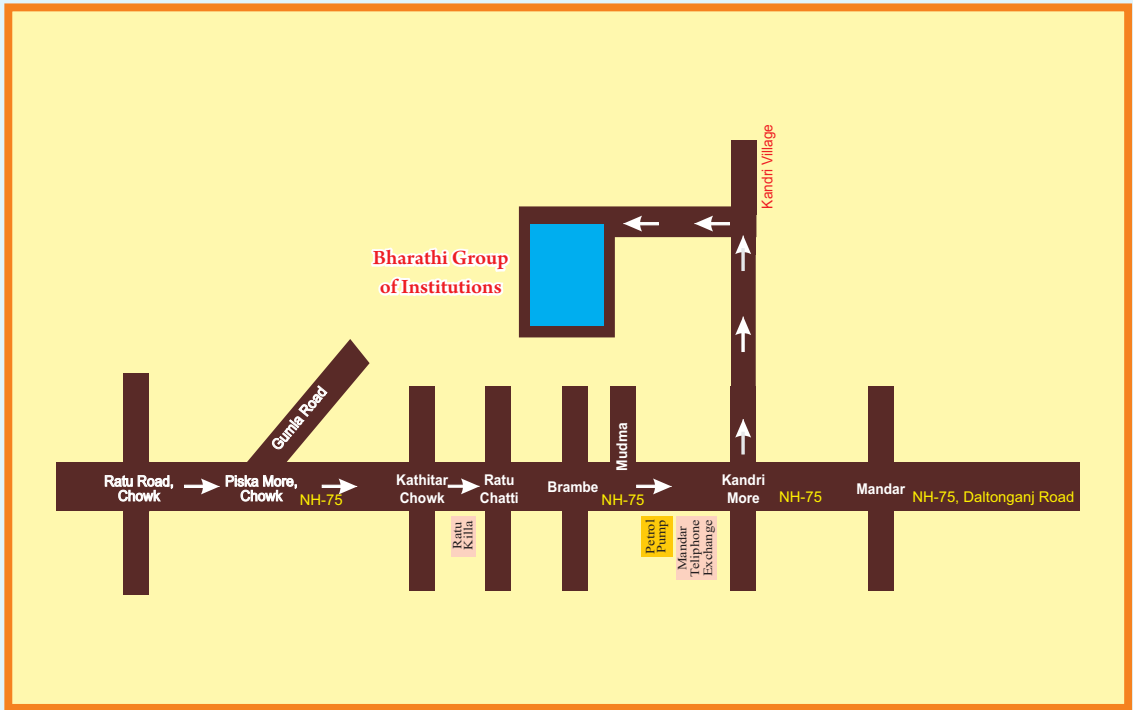 Kandri Village
Bharathi Group
of Institutions
Gumla Road
Mudma
Ratu Road,
Chowk
Piska More,
Chowk
NH-75
Kathitar
Chowk
Ratu
Chatti
Brambe
NH-75
Kandri
More
NH-75
Mandar
NH-75, Daltonganj Road
Ratu
Killa
Petrol
Pump
Mandar
Teliphone
Exchange